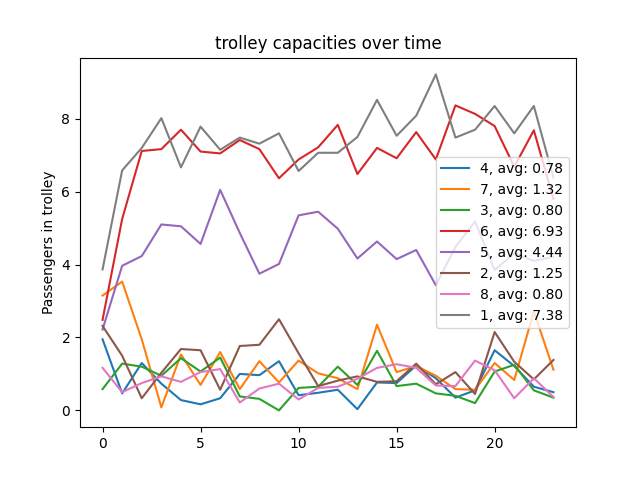 trolley capacities over time
Passengers in trolley
8
6
4
2
0
4, avg: 0.78
7, avg: 1.32
3, avg: 0.80
6, avg: 6.93
5, avg: 4.44
2, avg: 1.25
8, avg: 0.80
1, avg: 7.38
0 5 10 15 20